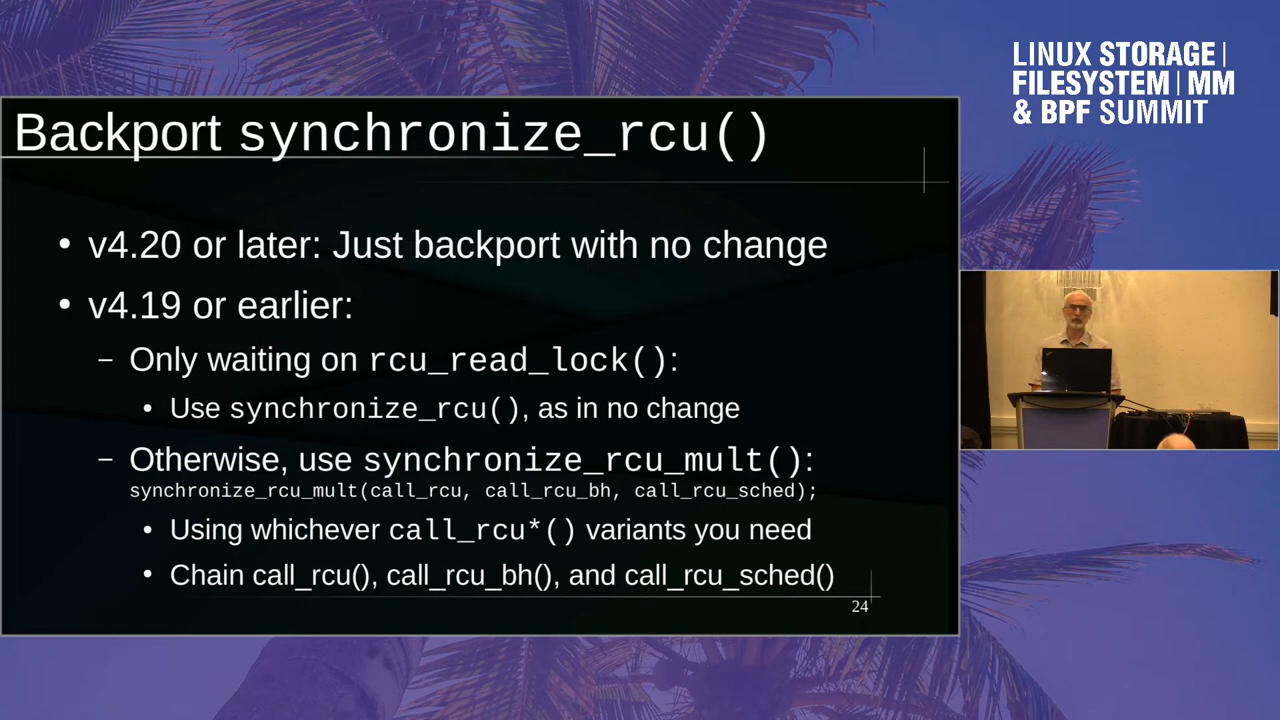 LINUX STORAGE |
FILESYSTEM | MM
& BPF SUMMIT
Backport synchronize_rcu()
• v4.20 or later: Just backport with no change
• v4.19 or earlier:
– Only waiting on rcu_read_lock():
• Use synchronize_rcu(), as in no change
– Otherwise, use synchronize_rcu_mult():
synchronize_rcu_mult(call_rcu, call_rcu_bh, call_rcu_sched);
• Using whichever call_rcu*() variants you need
• Chain call_rcu(), call_rcu_bh(), and call_rcu_sched()
24